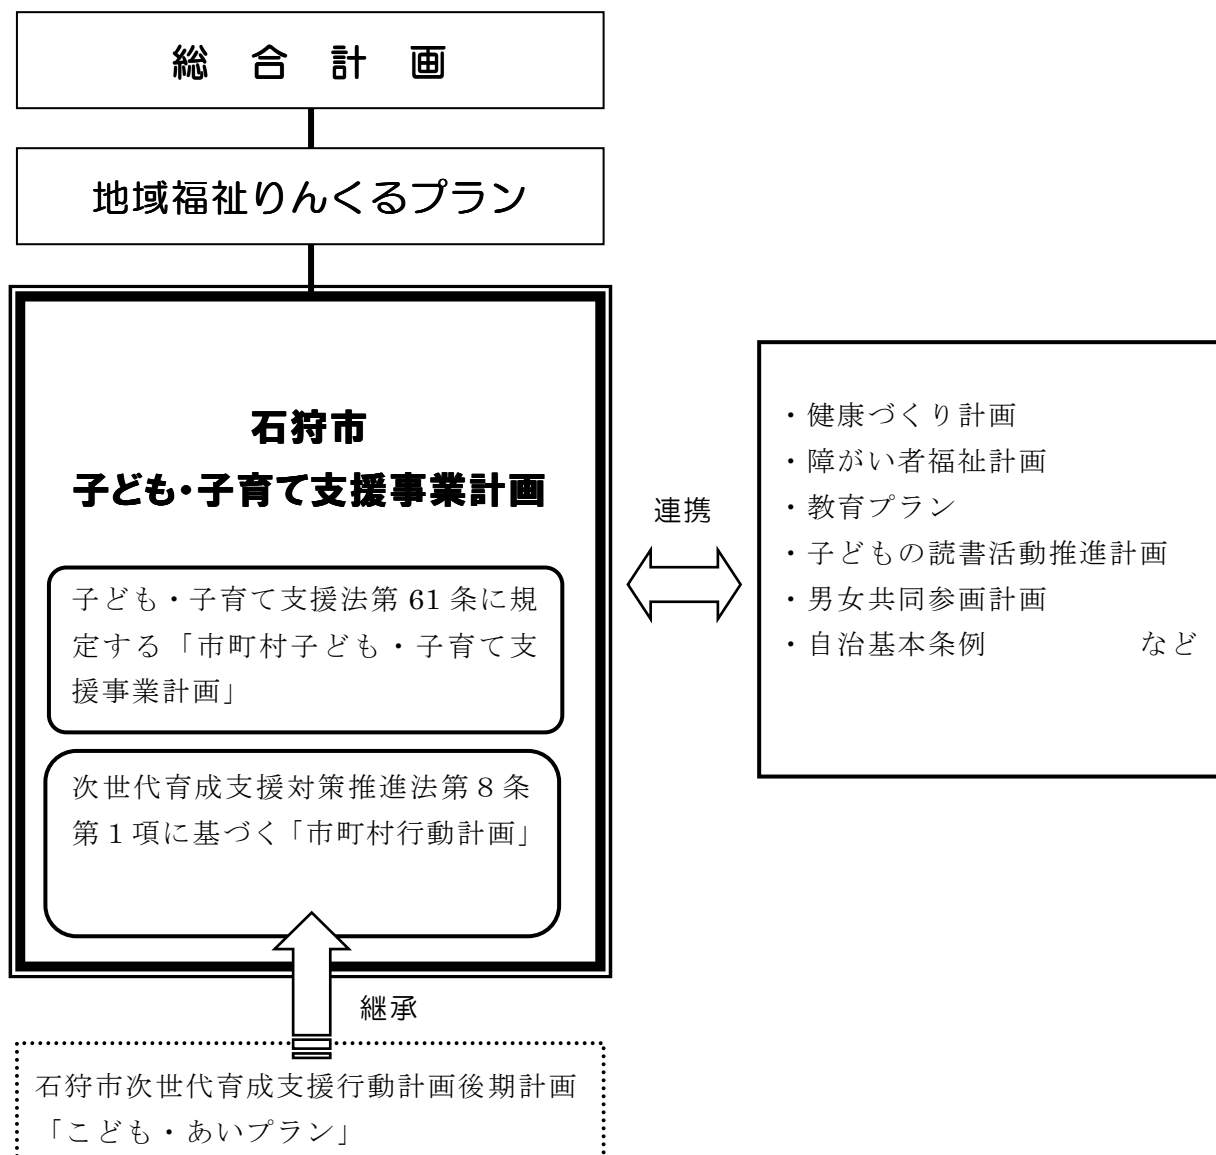 総合計画
地域福祉りんくるプラン
石狩市
子ども・子育て支援事業計画
子ども・子育て支援法第 61 条に規
定する「市町村子ども・子育て支
援事業計画」
次世代育成支援対策推進法第 8 条
第 1 項に基づく「市町村行動計画」
連携
・健康づくり計画
・障がい者福祉計画
・教育プラン
・子どもの読書活動推進計画
・男女共同参画計画
・自治基本条例 など
継承
石狩市次世代育成支援行動計画後期計画
「こども・あいプラン」